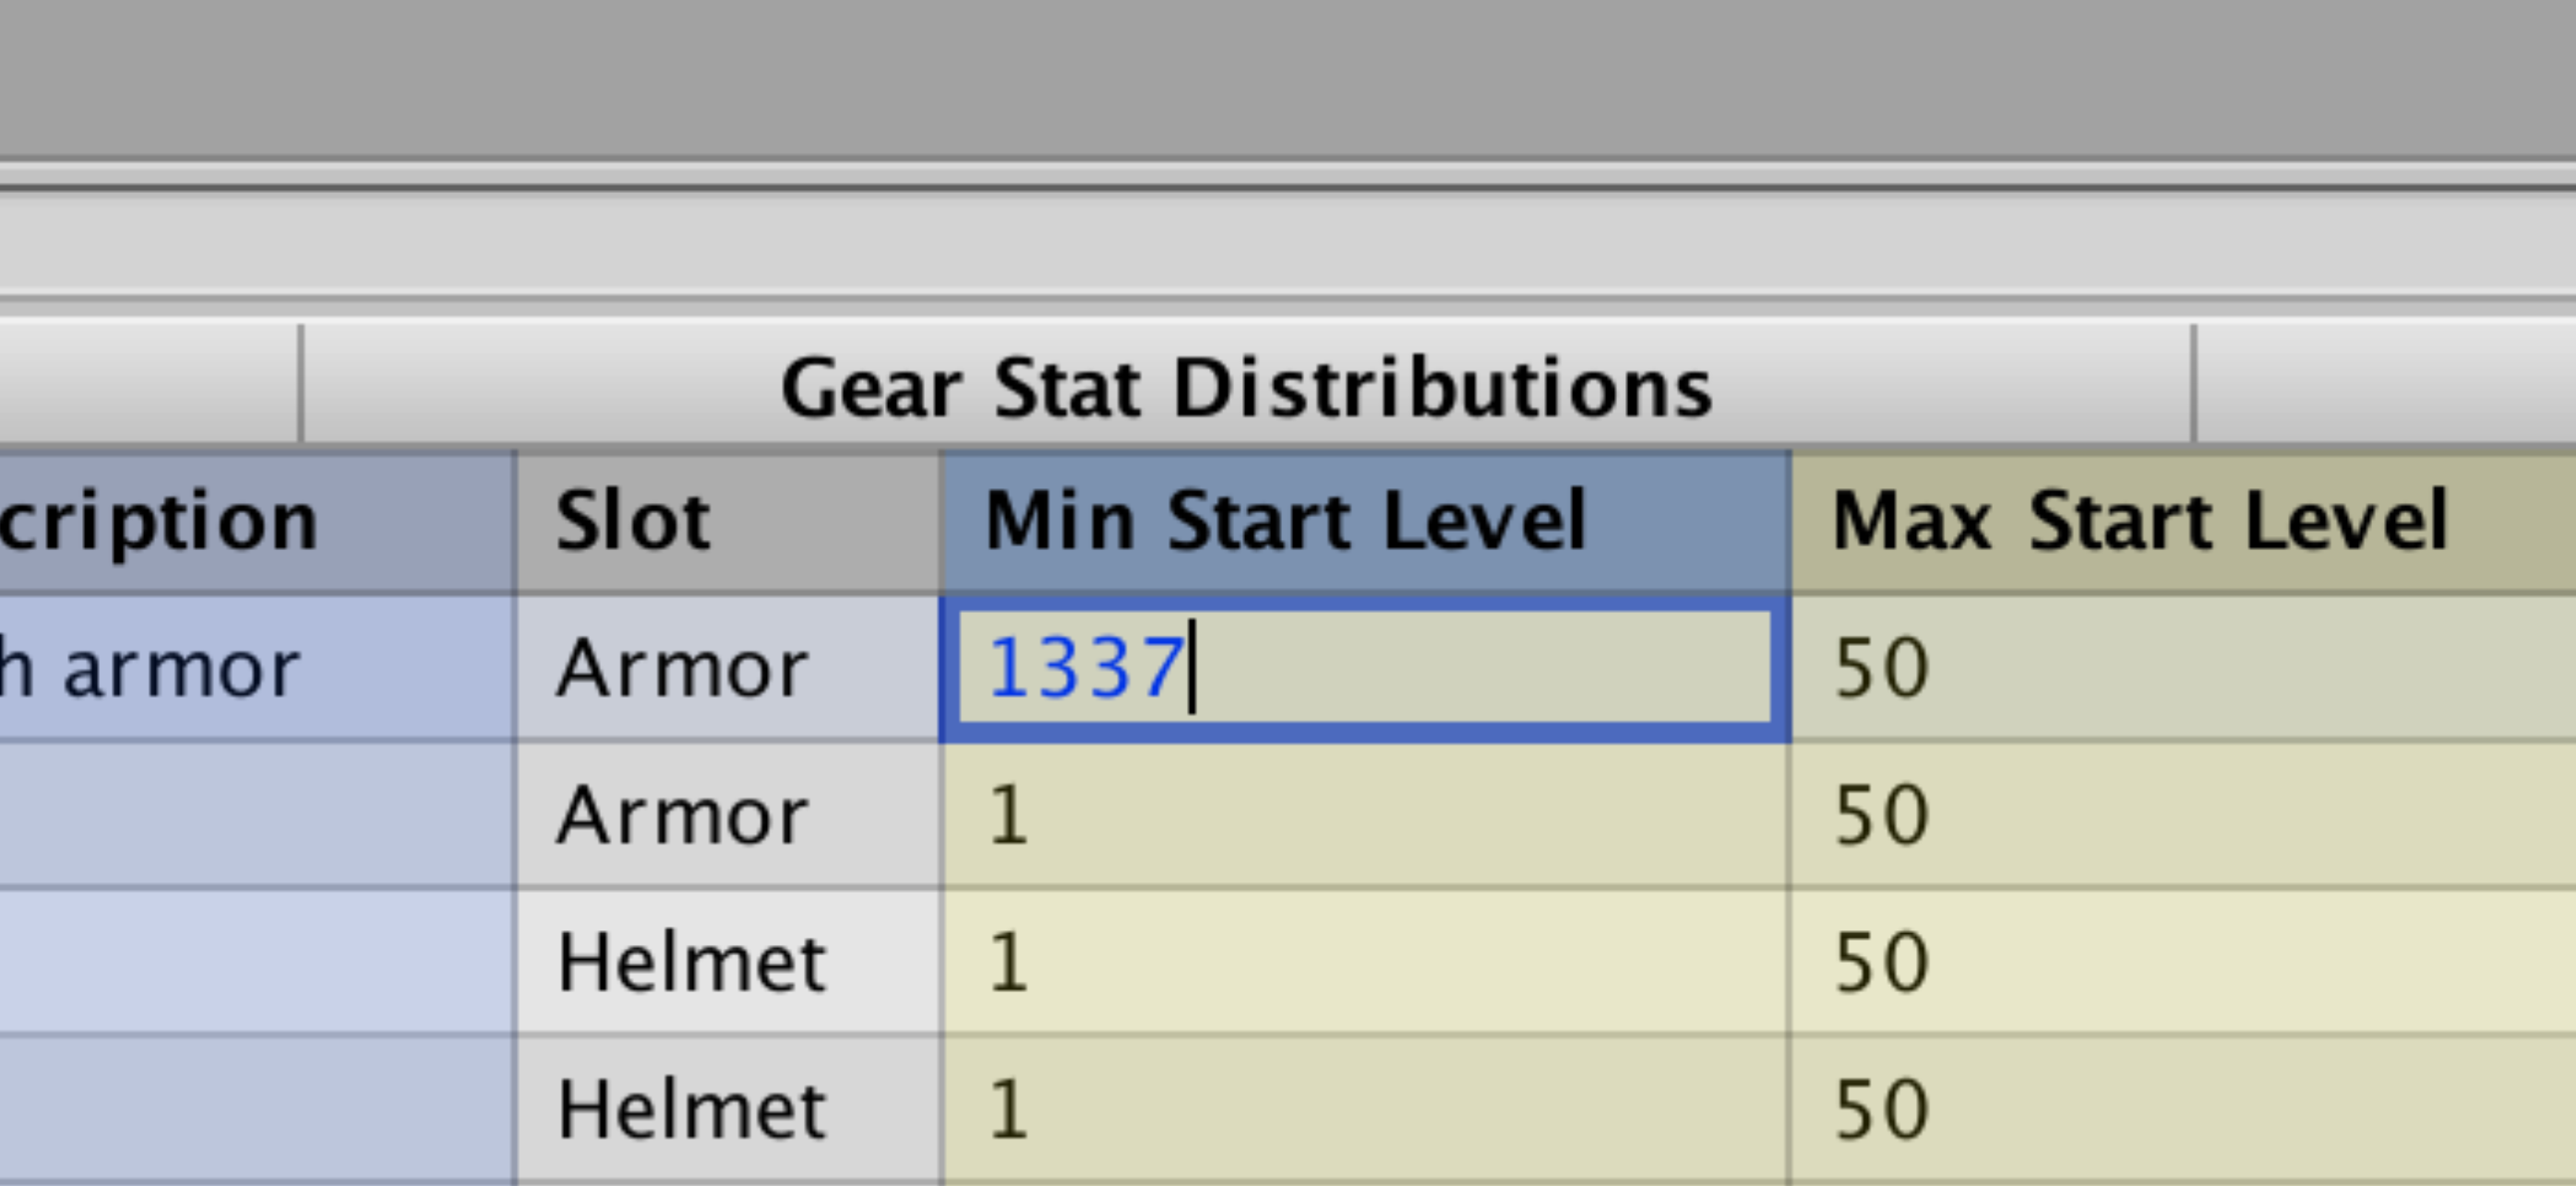 Gear Stat Distributions
cription Slot Min Start Level Max Start Level
h armor Armor 1337 50
Armor 1 50
Helmet 1 50
Helmet 1 50